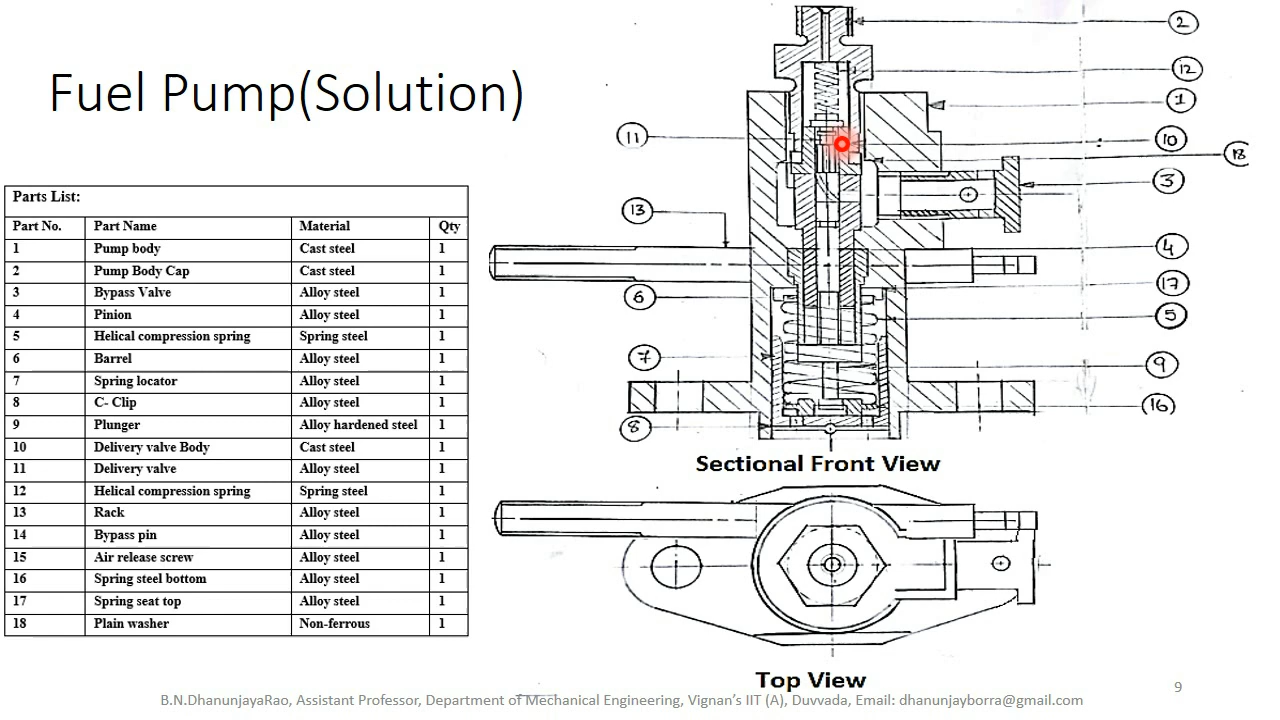 Fuel Pump(Solution)
Parts List:
Part No. Part Name Material Qty
1 Pump body Cast steel 1
2 Pump Body Cap Cast steel 1
3 Bypass Valve Alloy steel 1
4 Pinion Alloy steel 1
5 Helical compression spring Spring steel 1
6 Barrel Alloy steel 1
7 Spring locator Alloy steel 1
8 C- Clip Alloy steel 1
9 Plunger Alloy hardened steel 1
10 Delivery valve Body Cast steel 1
11 Delivery valve Alloy steel 1
12 Helical compression spring Spring steel 1
13 Rack Alloy steel 1
14 Bypass pin Alloy steel 1
15 Air release screw Alloy steel 1
16 Spring steel bottom Alloy steel 1
17 Spring seat top Alloy steel 1
18 Plain washer Non-ferrous 1
2
12
1
11
10
18
3
13
4
17
6
5
7
9
16
8
Sectional Front View
Top View
B.N.DhanunjayaRao, Assistant Professor, Department of Mechanical Engineering, Vignan’s IIT (A), Duvvada, Email: dhanunjayborra@gmail.com
9